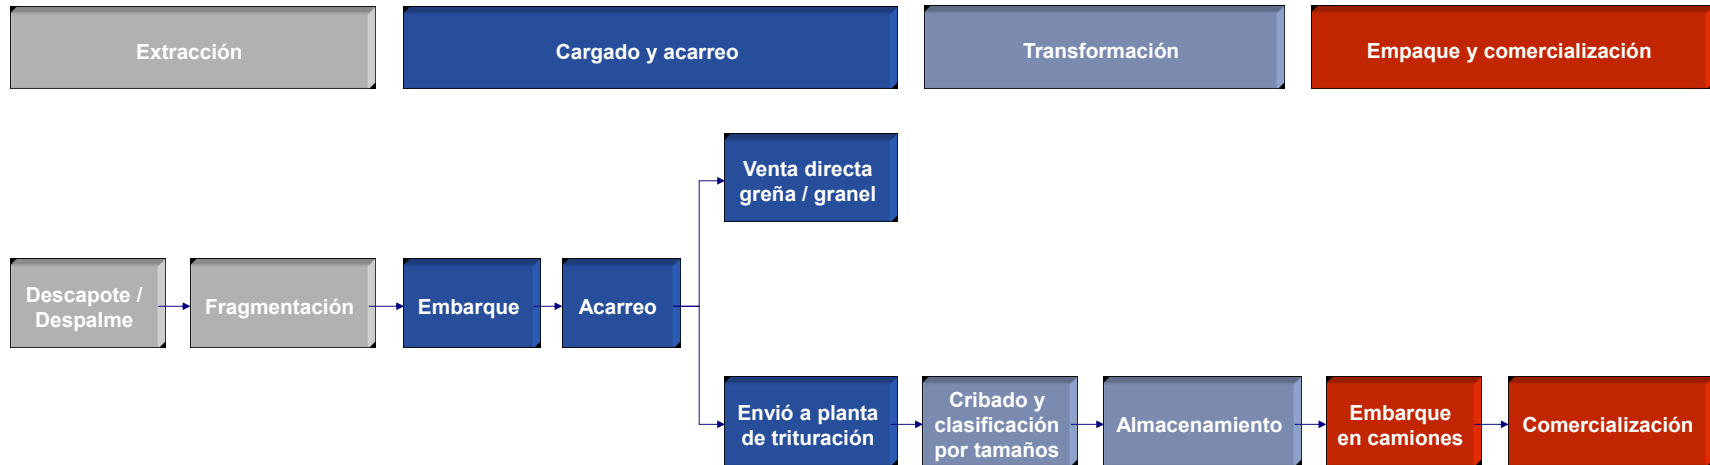 Extracción
Cargado y acarreo
Transformación
Empaque y comercialización
Venta directa
greña / granel
Descapote /
Despalme
Fragmentación
Embarque
Acarreo
Envió a planta
de trituración
Cribado y
clasificación
por tamaños
Almacenamiento
Embarque
en camiones
Comercialización